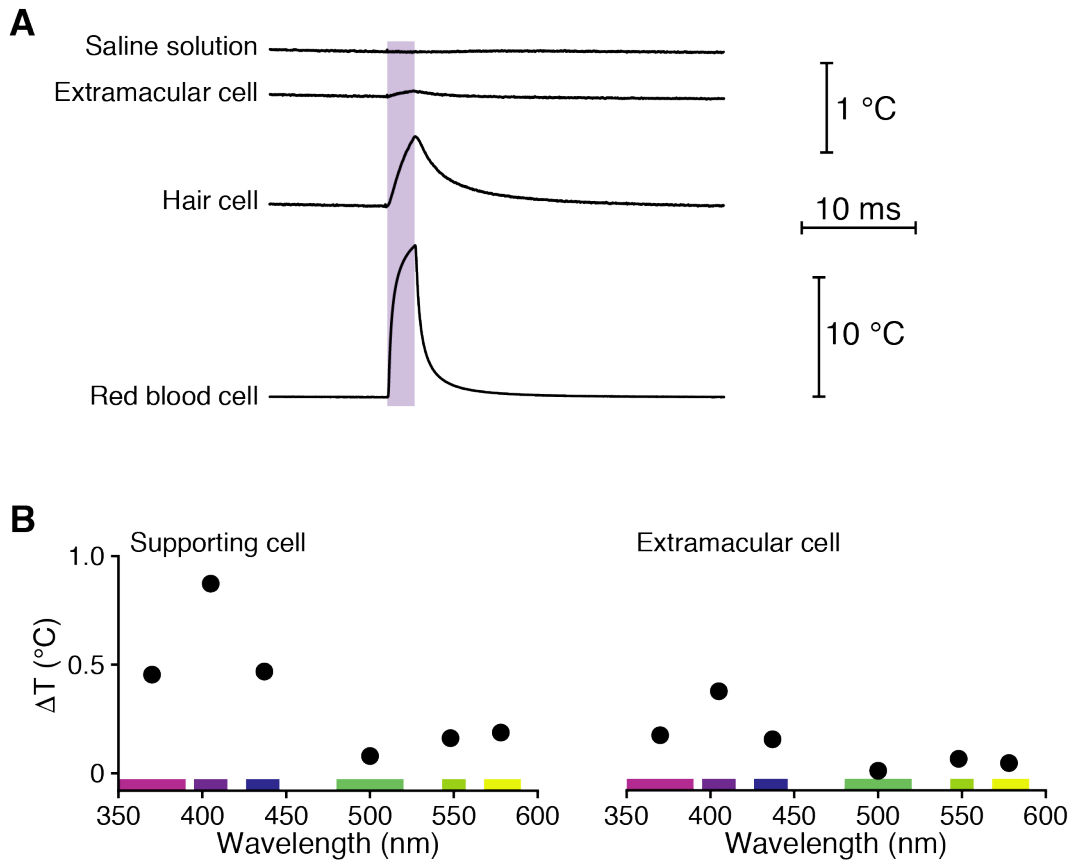 A
Saline solution
Extramacular cell
1 °C
Hair cell
10 ms
10 °C
Red blood cell
B
Supporting cell
Extramacular cell
1.0
0.5
0
ΔT (°C)
350 400 450 500 550 600
350 400 450 500 550 600
Wavelength (nm)
Wavelength (nm)